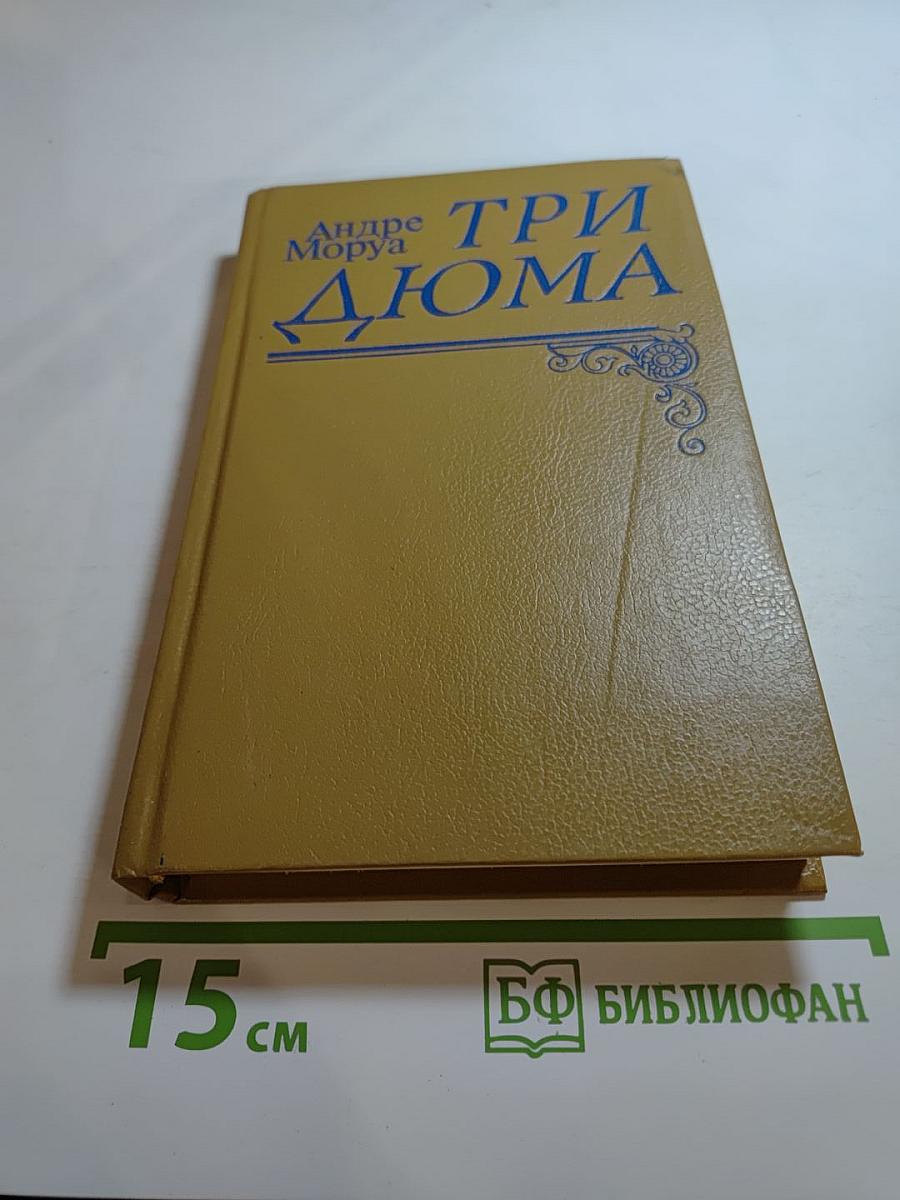 Андре
Моруа
ТРИ
ДЮМА
15 см
БФ БИБЛИОФАН